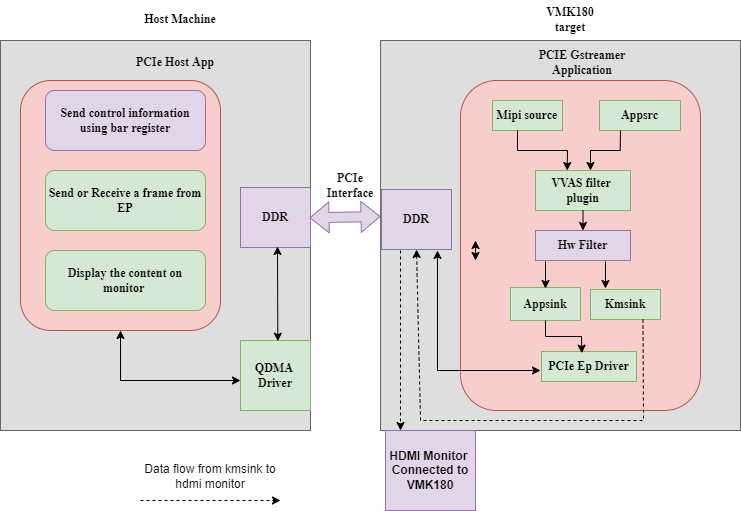 Host Machine
VMK180
target
PCIe Host App
PCIE Gstreamer
Application
Send control information
using bar register
Mipi source
Appsrc
Send or Receive a frame from
EP
PCIe
Interface
VVAS filter
plugin
DDR
DDR
Hw Filter
Display the content on
monitor
Appsink
Kmsink
QDMA
Driver
PCIe Ep Driver
HDMI Monitor
Connected to
VMK180
Data flow from kmsink to
hdmi monitor